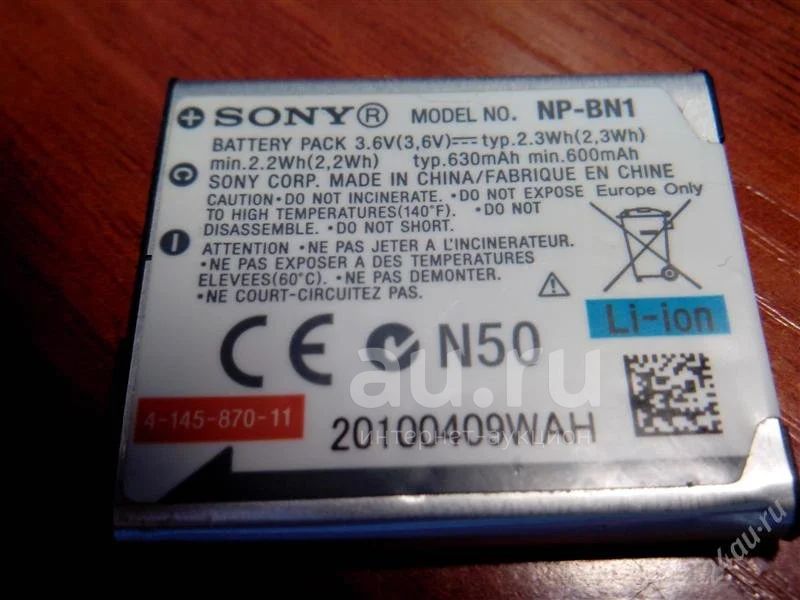 + SONY® MODEL NO. NP-BN1
BATTERY PACK 3.6V(3,6V)⎓typ.2.3Wh(2,3Wh)
min.2.2Wh(2,2Wh) typ.630mAh min.600mAh
C SONY CORP. MADE IN CHINA/FABRIQUE EN CHINE
CAUTION•DO NOT INCINERATE. •DO NOT EXPOSE
TO HIGH TEMPERATURES(140°F). •DO NOT
DISASSEMBLE. •DO NOT SHORT.
Europe Only
ATTENTION •NE PAS JETER A L'INCINERATEUR.
•NE PAS EXPOSER A DES TEMPERATURES
ELEVEES(60°C) •NE PAS DEMONTER.
•NE COURT-CIRCUITEZ PAS.
Li-ion
CE N50
au.ru
интернет-аукцион
4-145-870-11
20100409WAH
24au.ru